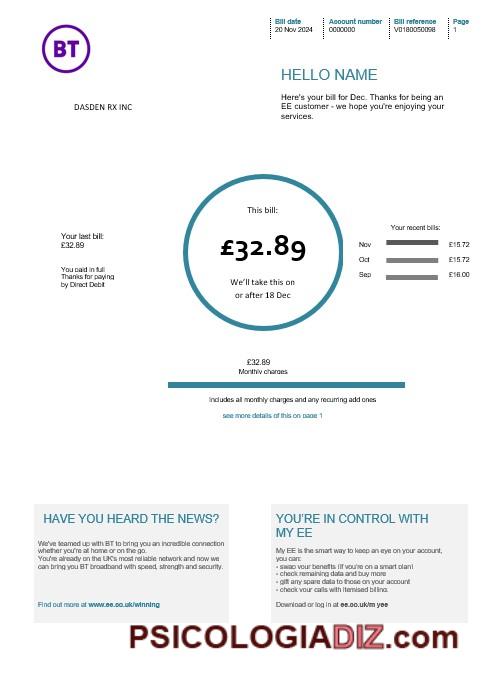 Bill date
20 Nov 2024
Account number
0000000
Bill reference
V0180050098
Page
1
BT
HELLO NAME
DASDEN RX INC
Here's your bill for Dec. Thanks for being an
EE customer - we hope you're enjoying your
services.
This bill:
£32.89
We'll take this on
or after 18 Dec
Your last bill:
£32.89
You paid in full
Thanks for paying
by Direct Debit
Your recent bills:
Nov £15.72
Oct £15.72
Sep £16.00
£32.89
Monthly charges
Includes all monthly charges and any recurring add ones
see more details of this on page 1
HAVE YOU HEARD THE NEWS?
We've teamed up with BT to bring you an incredible connection
whether you're at home or on the go.
You're already on the UK's most reliable network and now we
can bring you BT broadband with speed, strength and security.
Find out more at www.ee.co.uk/winning
YOU'RE IN CONTROL WITH
MY EE
My EE is the smart way to keep an eye on your account,
you can:
- swap your benefits (if you're on a smart plan)
- check remaining data and buy more
- gift any spare data to those on your account
- check your calls with itemised billing.
Download or log in at ee.co.uk/m yee
PSICOLOGIADIZ.com